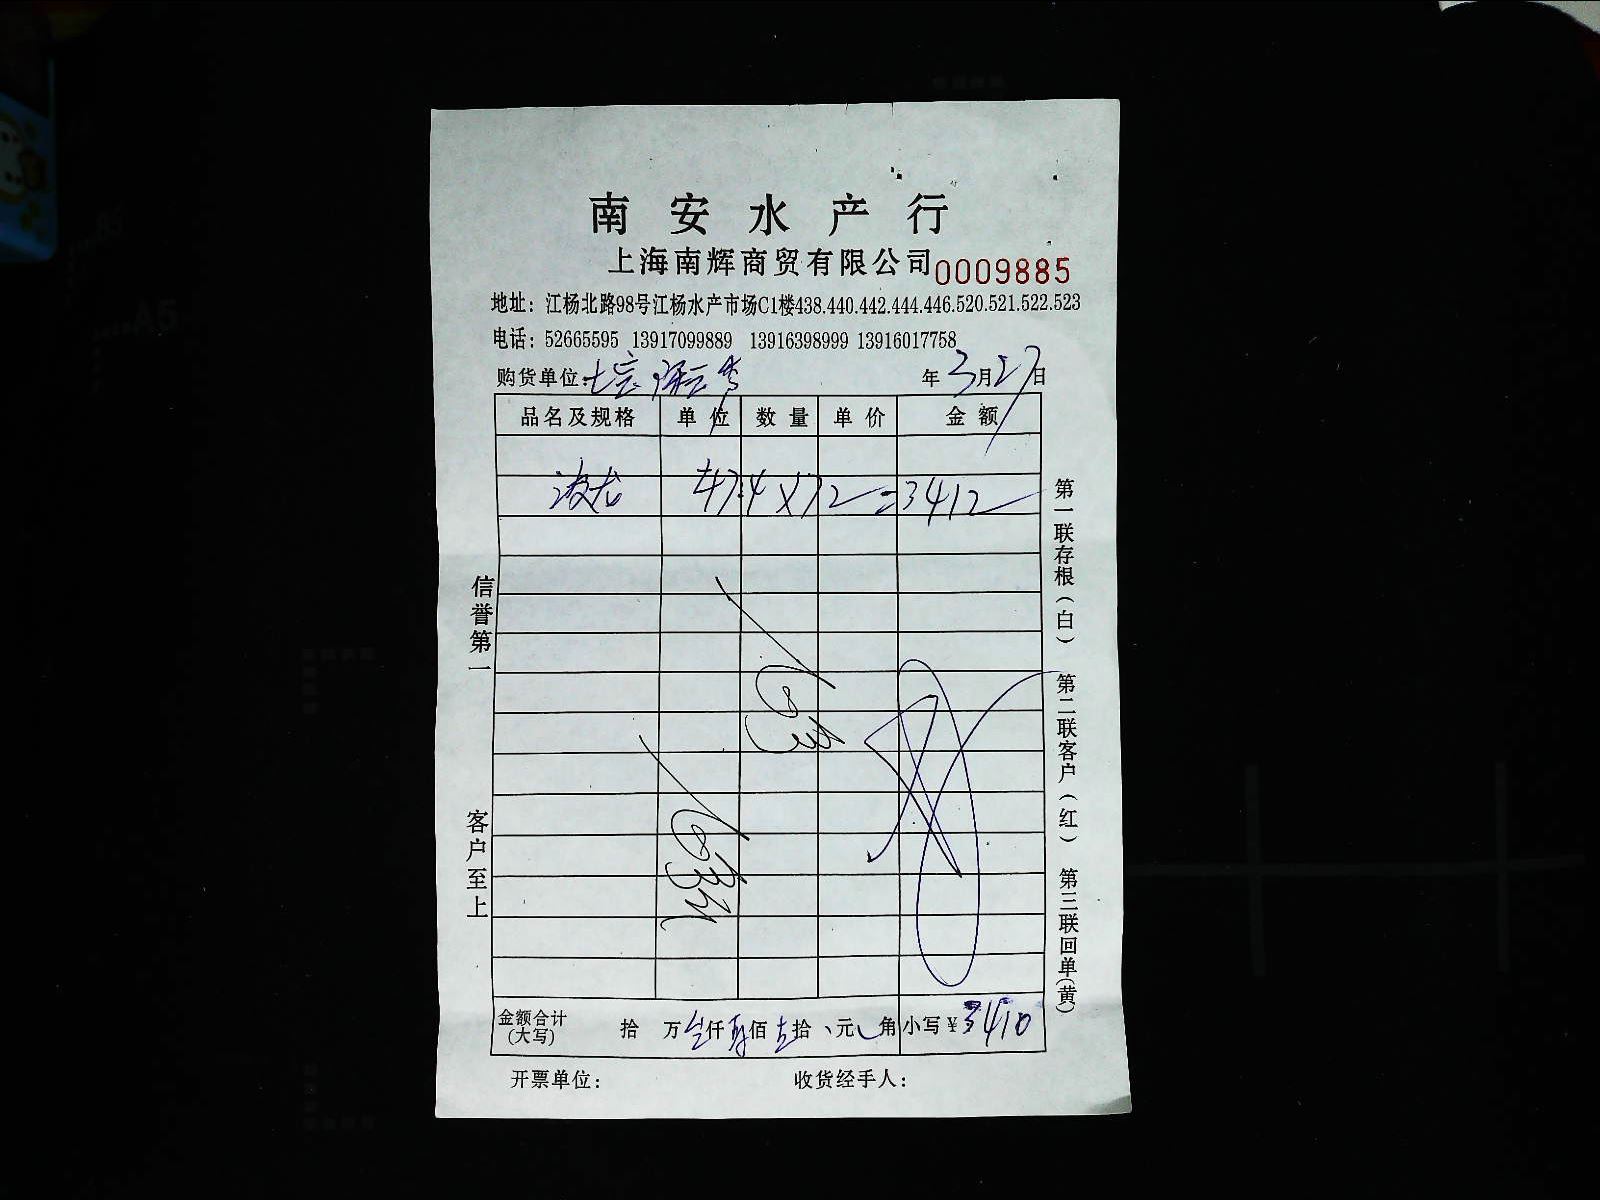 南安水产行
上海南辉商贸有限公司 0009885
地址：江杨北路98号江杨水产市场C1楼438.440.442.444.446.520.521.522.523
电话：52665595 13917099889 13916398999 13916017758
购货单位： 年 3月27日
品名及规格 单位 数量 单价 金额
波龙 47.4×72=3412
信誉第一
客户至上
第一联存根（白） 第二联客户（红） 第三联回单（黄）
金额合计（大写） 拾 万 仟 佰 拾 元 角 小写¥3410
开票单位： 收货经手人：